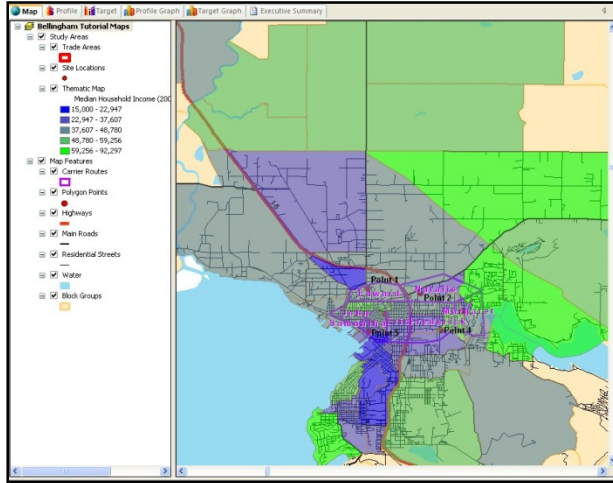 Map Profile Target Profile Graph Target Graph Executive Summary
Bellingham Tutorial Maps
Study Areas
Trade Areas
Site Locations
Thematic Map
Median Household Income (200
15,000 - 22,947
22,947 - 37,607
37,607 - 48,780
48,780 - 59,256
59,256 - 92,297
Map Features
Carrier Routes
Polygon Points
Highways
Main Roads
Residential Streets
Water
Block Groups
I-5
Point 1
Point 2
Point 4
Point 5